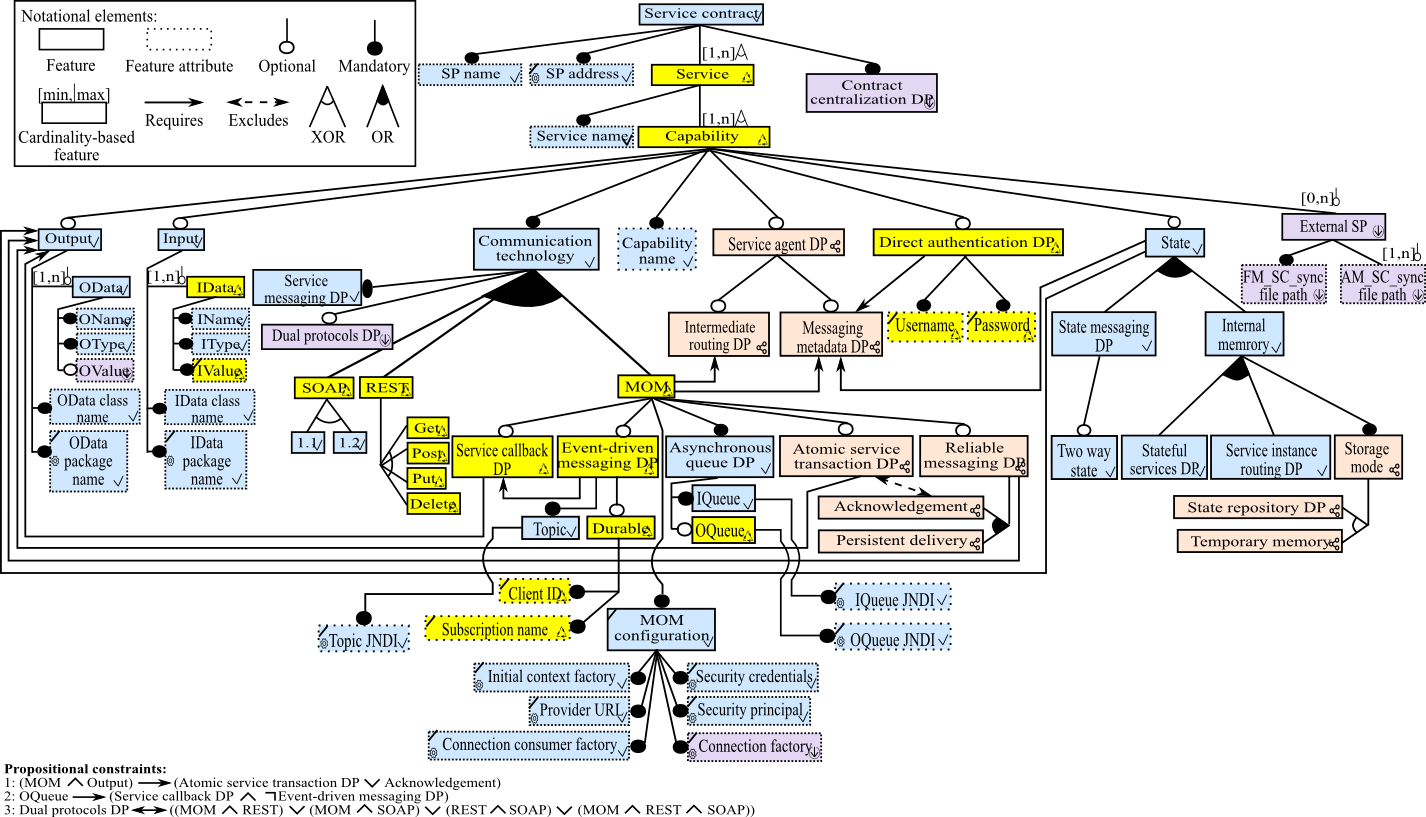 Notational elements:
Feature
Feature attribute
Optional
Mandatory
[min, max]
Cardinality-based
feature
Requires
Excludes
XOR
OR
Service contract
SP name
SP address
[1,n]
Service
Contract
centralization DP
Service name
[1,n]
Capability
Output
Input
Communication
technology
Capability
name
Service agent DP
Direct authentication DP
State
[0,n]
External SP
[1,n]
FM_SC_sync
file path
AM_SC_sync
file path
[1,n]
OData
OName
OType
OValue
OData class
name
OData
package
name
[1,n]
IData
IName
IType
IValue
IData class
name
IData
package
name
Service
messaging DP
Dual protocols DP
SOAP
REST
MOM
1.1
1.2
Get
Post
Put
Delete
Intermediate
routing DP
Messaging
metadata DP
Username
Password
State messaging
DP
Internal
memrory
Service callback
DP
Event-driven
messaging DP
Asynchronous
queue DP
Atomic service
transaction DP
Reliable
messaging DP
Two way
state
Stateful
services DR
Service instance
routing DP
Storage
mode
Topic
Durable
IQueue
OQueue
Acknowledgement
Persistent delivery
State repository DP
Temporary memory
Client ID
Subscription name
Topic JNDI
MOM
configuration
IQueue JNDI
OQueue JNDI
Initial context factory
Provider URL
Connection consumer factory
Security credentials
Security principal
Connection factory
Propositional constraints:
1: (MOM ∧ Output) → (Atomic service transaction DP ∨ Acknowledgement)
2: OQueue → (Service callback DP ∧ ¬Event-driven messaging DP)
3: Dual protocols DP ↔ ((MOM ∧ REST) ∨ (MOM ∧ SOAP) ∨ (REST ∧ SOAP) ∨ (MOM ∧ REST ∧ SOAP))